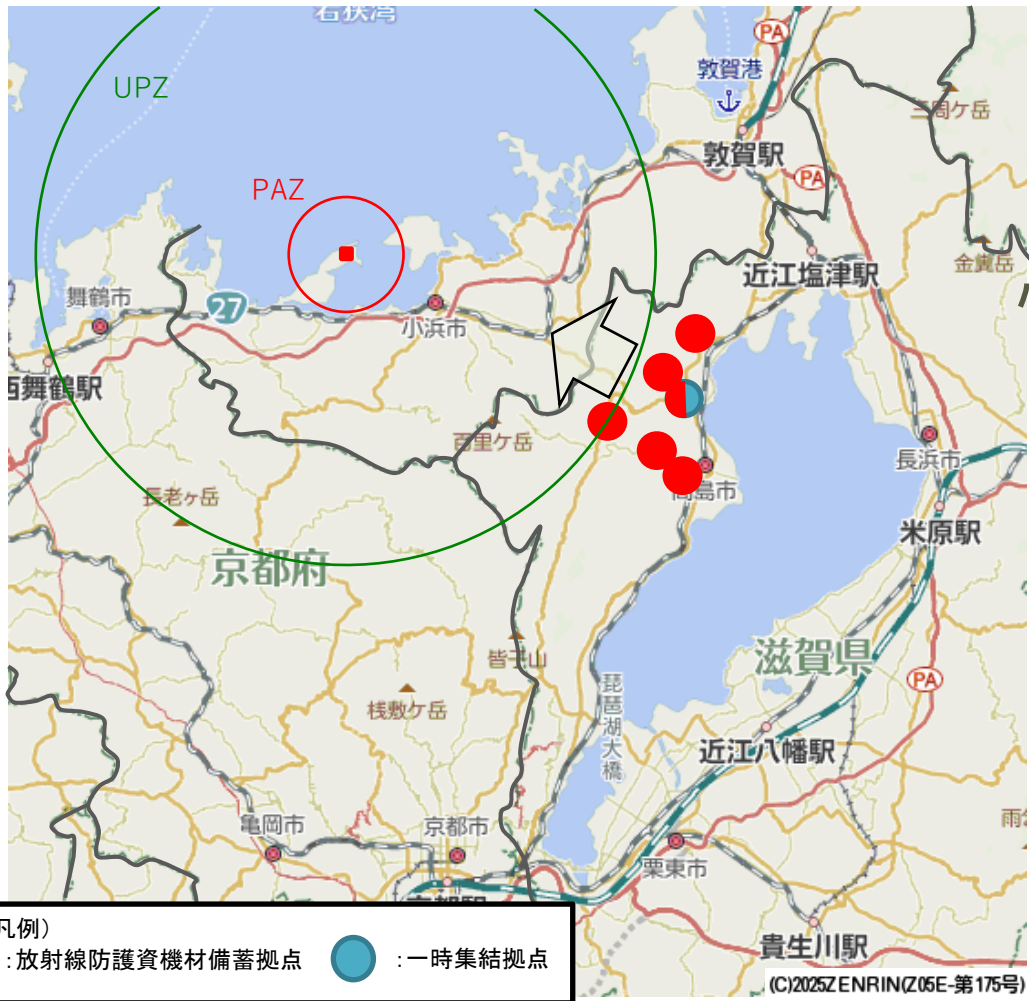 若狭湾
PA
UPZ
敦賀港
三周ケ岳
敦賀駅
PAZ
PA
近江塩津駅
金糞岳
舞鶴市
27
小浜市
西舞鶴駅
百里ケ岳
長浜市
高島市
長老ヶ岳
米原駅
京都府
皆子山
滋賀県
PA
桟敷ケ岳
琵琶湖大橋
近江八幡駅
亀岡市
京都市
栗東市
貴生川駅
凡例）
：放射線防護資機材備蓄拠点
：一時集結拠点
(C)2025ZENRIN(Z05E-第175号)